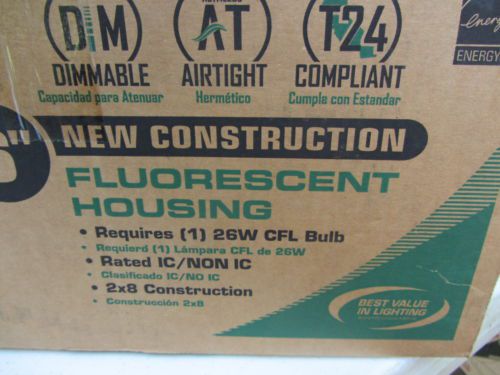 DIM
AT
T24
DIMMABLE
AIRTIGHT
COMPLIANT
Capacidad para Atenuar
Hermético
Cumple con Estandar
energy
ENERGY
6"
NEW CONSTRUCTION
FLUORESCENT
HOUSING
• Requires (1) 26W CFL Bulb
• Requierd (1) Lámpara CFL de 26W
• Rated IC/NON IC
• Clasificado IC/NO IC
• 2x8 Construction
• Construcción 2x8
BEST VALUE
IN LIGHTING